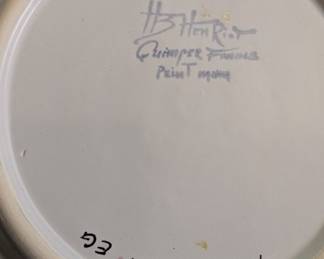 HB HenRiot
Quimper France
Peint main
EG